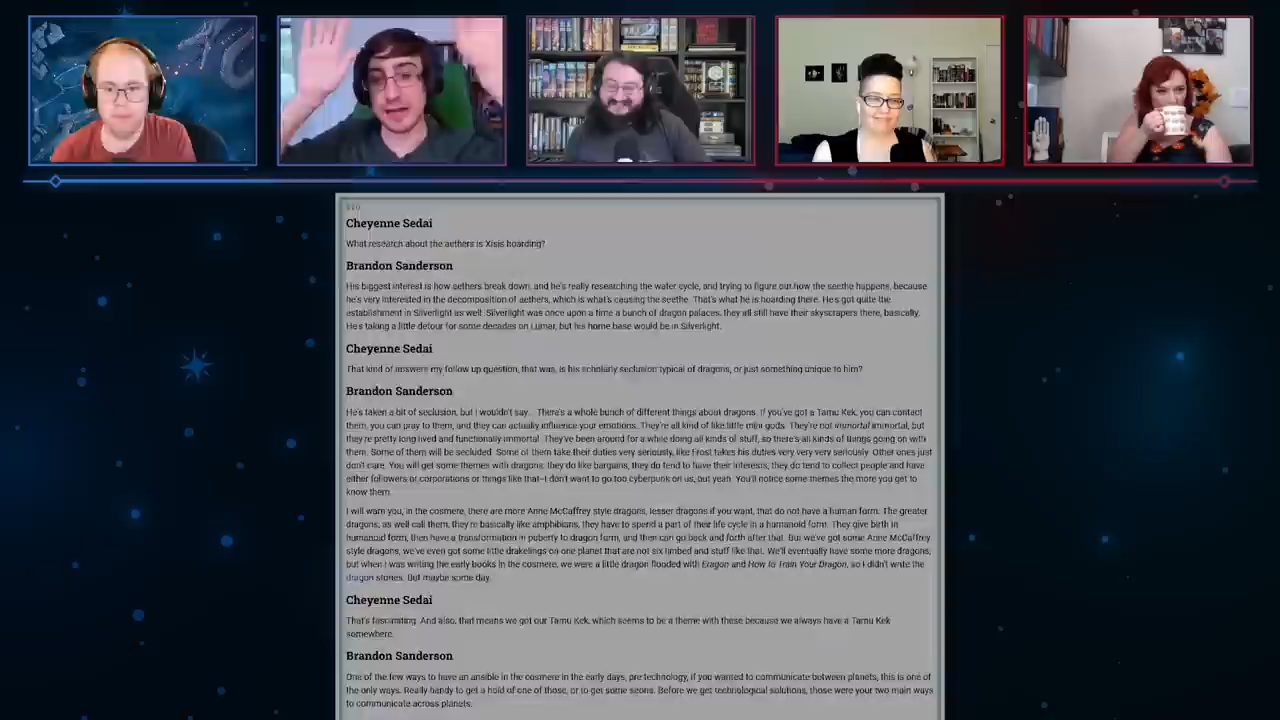 Cheyenne Sedai
What research about the aethers is Xisis hoarding?
Brandon Sanderson
His biggest interest is how aethers break down, and he's really researching the water cycle, and trying to figure our how the seethe happens, because
he's very interested in the decomposition of aethers, which is what's causing the seethe. That's what he is hoarding there. He's got quite the
establishment in Silverlight as well. Silverlight was once upon a time a bunch of dragon palaces, they all still have their skyscrapers there, basically.
He's taking a little detour for some decades on Lumar, but his home base would be in Silverlight.
Cheyenne Sedai
That kind of answers my follow up question, that was, is his scholarly seclusion typical of dragons, or just something unique to him?
Brandon Sanderson
He's taken a bit of seclusion, but I wouldn't say... There's a whole bunch of different things about dragons. If you've got a Tamu Kek, you can contact
them, you can pray to them, and they can actually influence your emotions. They're all kind of like little mini gods. They're not immortal immortal, but
they're pretty long lived and functionally immortal. They've been around for a while doing all kinds of stuff, so there's all kinds of things going on with
them. Some of them will be secluded. Some of them take their duties very seriously, like Frost takes his duties very very very seriously. Other ones just
don't care. You will get some themes with dragons, they do like bargains, they do tend to have their interests, they do tend to collect people and have
either followers or corporations or things like that–I don't want to go too cyberpunk on us, but yeah. You'll notice some themes the more you get to
know them.
I will warn you, in the cosmere, there are more Anne McCaffrey style dragons, lesser dragons if you want, that do not have a human form. The greater
dragons, as well call them, they're basically like amphibians, they have to spend a part of their life cycle in a humanoid form. They give birth in
humanoid form, then have a transformation in puberty to dragon form, and then can go back and forth after that. But we've got some Anne McCaffrey
style dragons, we've even got some little drakelings on one planet that are not six limbed and stuff like that. We'll eventually have some more dragons,
but when I was writing the early books in the cosmere, we were a little dragon flooded with Eragon and How to Train Your Dragon, so I didn't write the
dragon stories. But maybe some day.
Cheyenne Sedai
That's fascinating. And also, that means we got our Tamu Kek, which seems to be a theme with these because we always have a Tamu Kek
somewhere.
Brandon Sanderson
One of the few ways to have an ansible in the cosmere in the early days, pre technology, if you wanted to communicate between planets, this is one of
the only ways. Really handy to get a hold of one of those, or to get some seons. Before we get technological solutions, those were your two main ways
to communicate across planets.